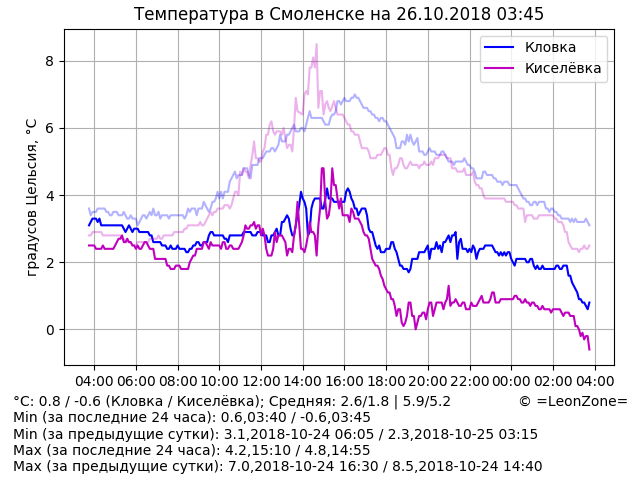 Температура в Смоленске на 26.10.2018 03:45
Кловка
Киселёвка
градусов Цельсия, °C
8
6
4
2
0
04:00 06:00 08:00 10:00 12:00 14:00 16:00 18:00 20:00 22:00 00:00 02:00 04:00
°C: 0.8 / -0.6 (Кловка / Киселёвка); Средняя: 2.6/1.8 | 5.9/5.2 © =LeonZone=
Min (за последние 24 часа): 0.6,03:40 / -0.6,03:45
Min (за предыдущие сутки): 3.1,2018-10-24 06:05 / 2.3,2018-10-25 03:15
Max (за последние 24 часа): 4.2,15:10 / 4.8,14:55
Max (за предыдущие сутки): 7.0,2018-10-24 16:30 / 8.5,2018-10-24 14:40